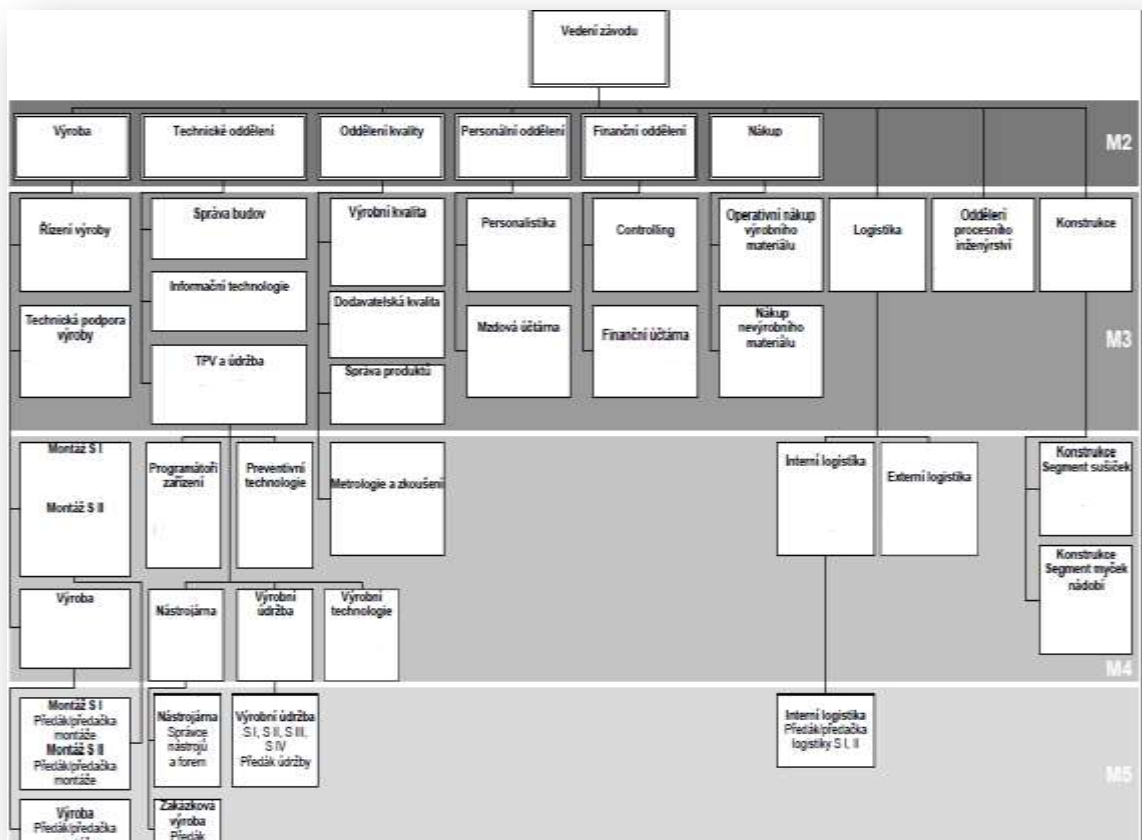 Vedení závodu
Výroba
Technické oddělení
Oddělení kvality
Personální oddělení
Finanční oddělení
Nákup
M2
Řízení výroby
Správa budov
Výrobní kvalita
Personalistika
Controlling
Operativní nákup
výrobního
materiálu
Logistika
Oddělení
procesního
inženýrství
Konstrukce
Informační technologie
Dodavatelská kvalita
Technická podpora
výroby
Mzdová účtárna
Finanční účtárna
Nákup
nevýrobního
materiálu
M3
TPV a údržba
Správa produktů
Montáž S I
Montáž S II
Programátoři
zařízení
Preventivní
technologie
Metrologie a zkoušení
Interní logistika
Externí logistika
Konstrukce
Segment sušiček
Konstrukce
Segment myček
nádobí
Výroba
Nástrojárna
Výrobní
údržba
Výrobní
technologie
M4
Montáž S I
Předák/předačka
montáže
Montáž S II
Předák/předačka
montáže
Nástrojárna
Správce
nástrojů
a forem
Výrobní údržba
S I, S II, S III,
S IV
Předák údržby
Interní logistika
Předák/předačka
logistiky S I, II
M5
Výroba
Předák/předačka
Zakázková
výroba
Předák